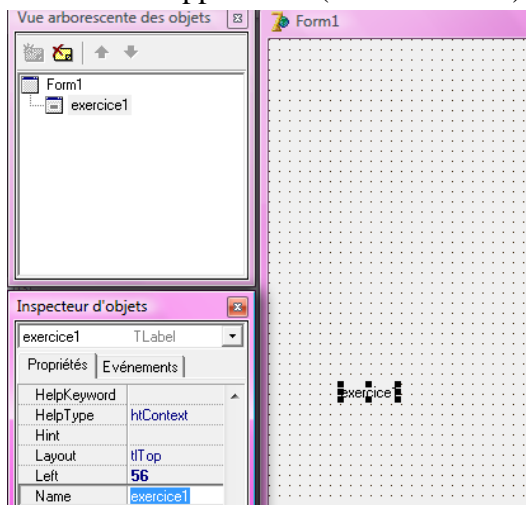 Vue arborescente des objets
Form1
exercice1
Inspecteur d'objets
exercice1 TLabel
Propriétés Evénements
HelpKeyword
HelpType htContext
Hint
Layout tlTop
Left 56
Name exercice1
Form1
exercice1